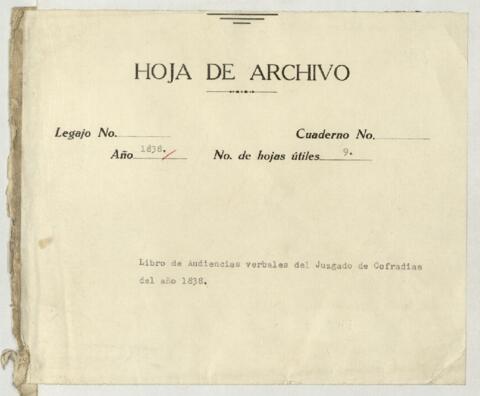 HOJA DE ARCHIVO
Legajo No. Cuaderno No.
Año 1838. No. de hojas útiles 9.
Libro de Audiencias verbales del Juzgado de Cofradias
del año 1838.